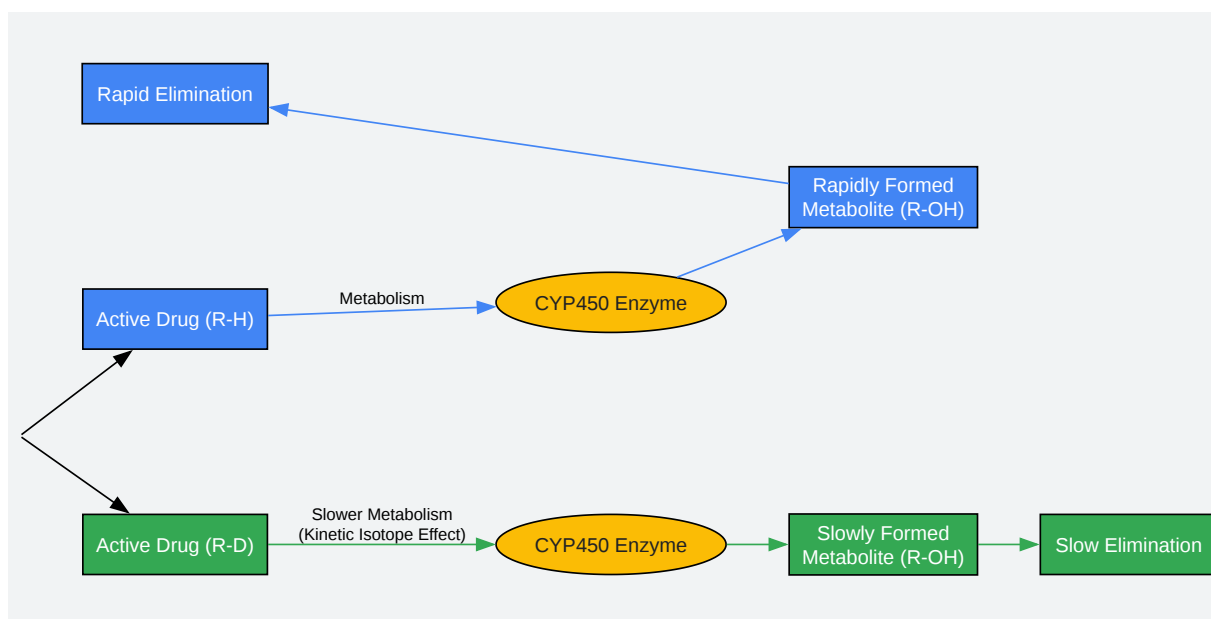 Rapid Elimination
Rapidly Formed
Metabolite (R-OH)
Metabolism
CYP450 Enzyme
Active Drug (R-H)
Slower Metabolism
(Kinetic Isotope Effect)
Active Drug (R-D)
CYP450 Enzyme
Slowly Formed
Metabolite (R-OH)
Slow Elimination